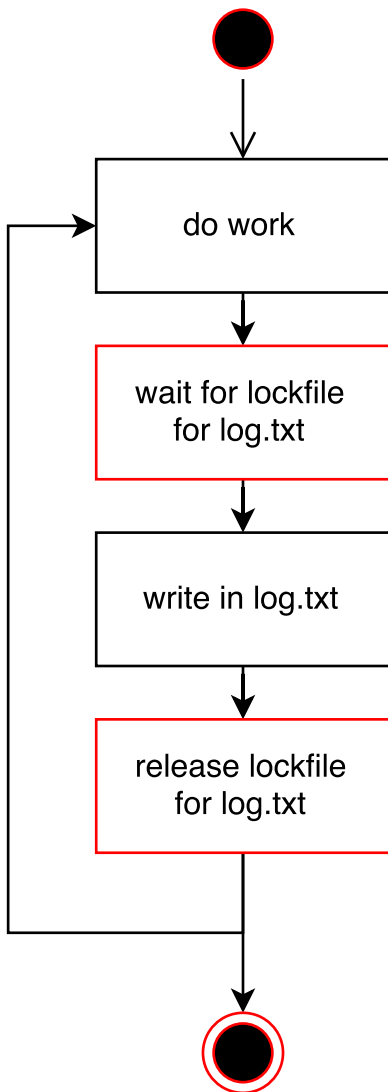 do work
wait for lockfile
for log.txt
write in log.txt
release lockfile
for log.txt